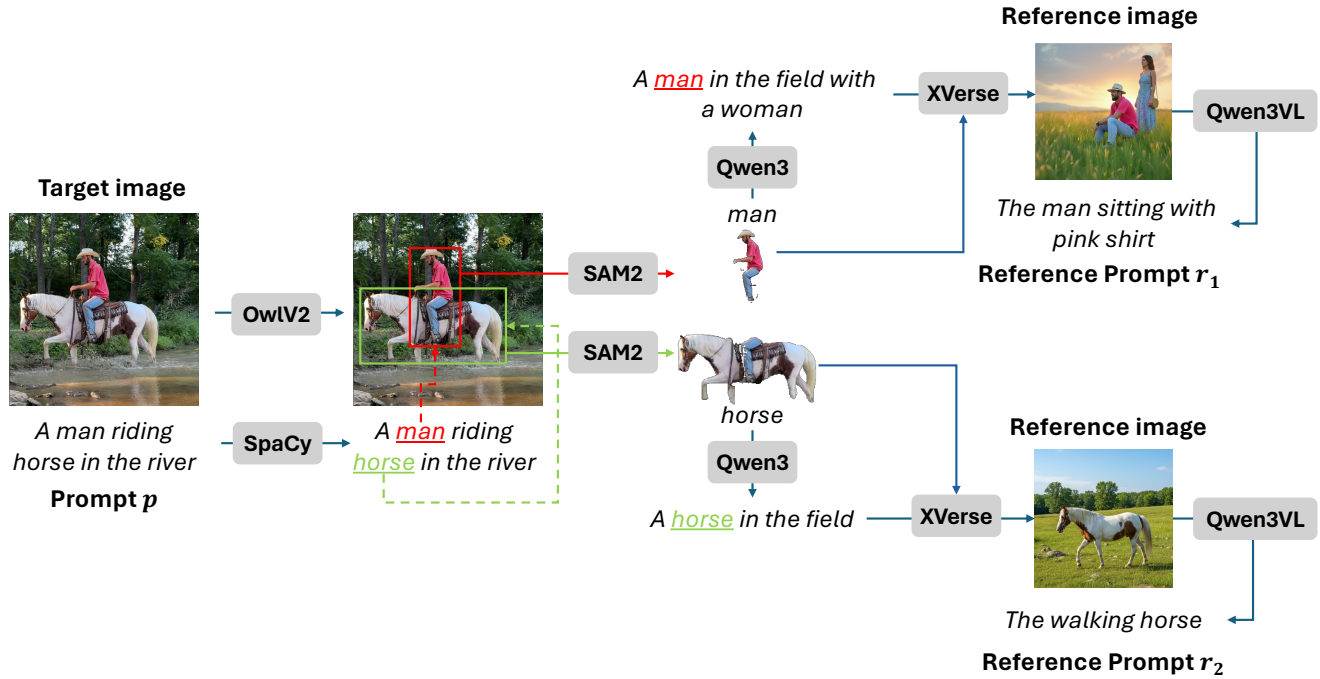 Target image
OwlV2
A man riding
horse in the river
Prompt p
SpaCy
A man riding
horse in the river
SAM2
SAM2
A man in the field with
a woman
Qwen3
man
horse
Qwen3
A horse in the field
XVerse
Reference image
Qwen3VL
The man sitting with
pink shirt
Reference Prompt r₁
XVerse
Reference image
Qwen3VL
The walking horse
Reference Prompt r₂